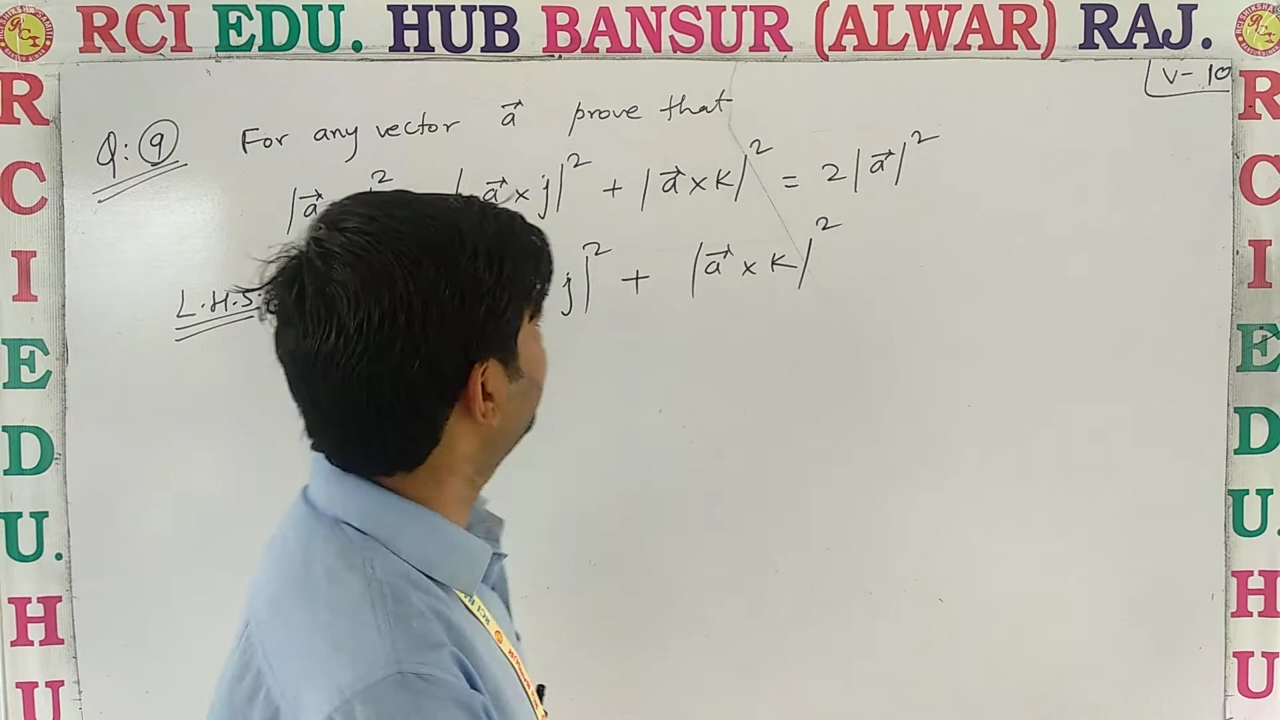 RCI EDU. HUB BANSUR (ALWAR) RAJ.
V-10
Q: 9 For any vector a⃗ prove that
|a⃗ |² |a⃗ × j|² + |a⃗ × k|² = 2|a⃗|²
L.H.S: j|² + |a⃗ × k|²
R C I E D U. H U
R C I E D U. H U